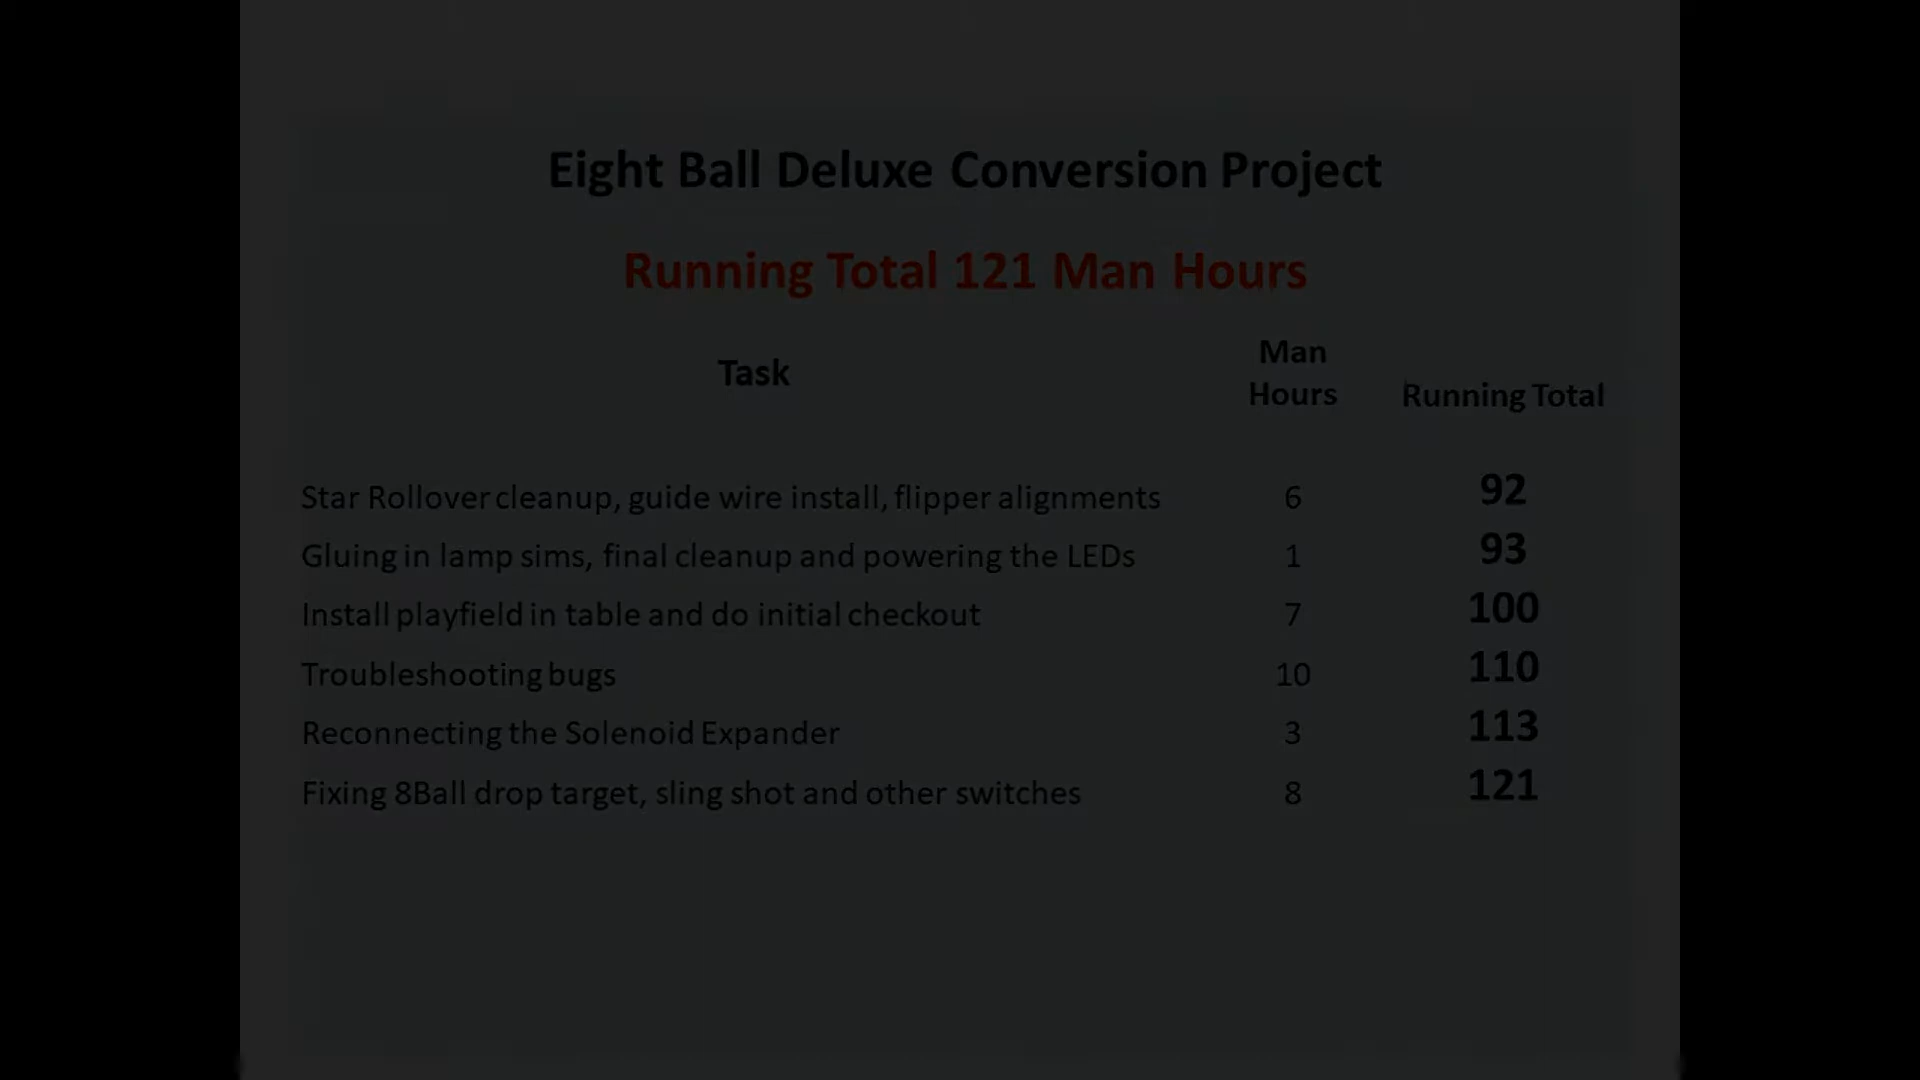 Eight Ball Deluxe Conversion Project
Running Total 121 Man Hours
Task
Man
Hours
Running Total
Star Rollover cleanup, guide wire install, flipper alignments 6 92
Gluing in lamp sims, final cleanup and powering the LEDs 1 93
Install playfield in table and do initial checkout 7 100
Troubleshooting bugs 10 110
Reconnecting the Solenoid Expander 3 113
Fixing 8Ball drop target, sling shot and other switches 8 121